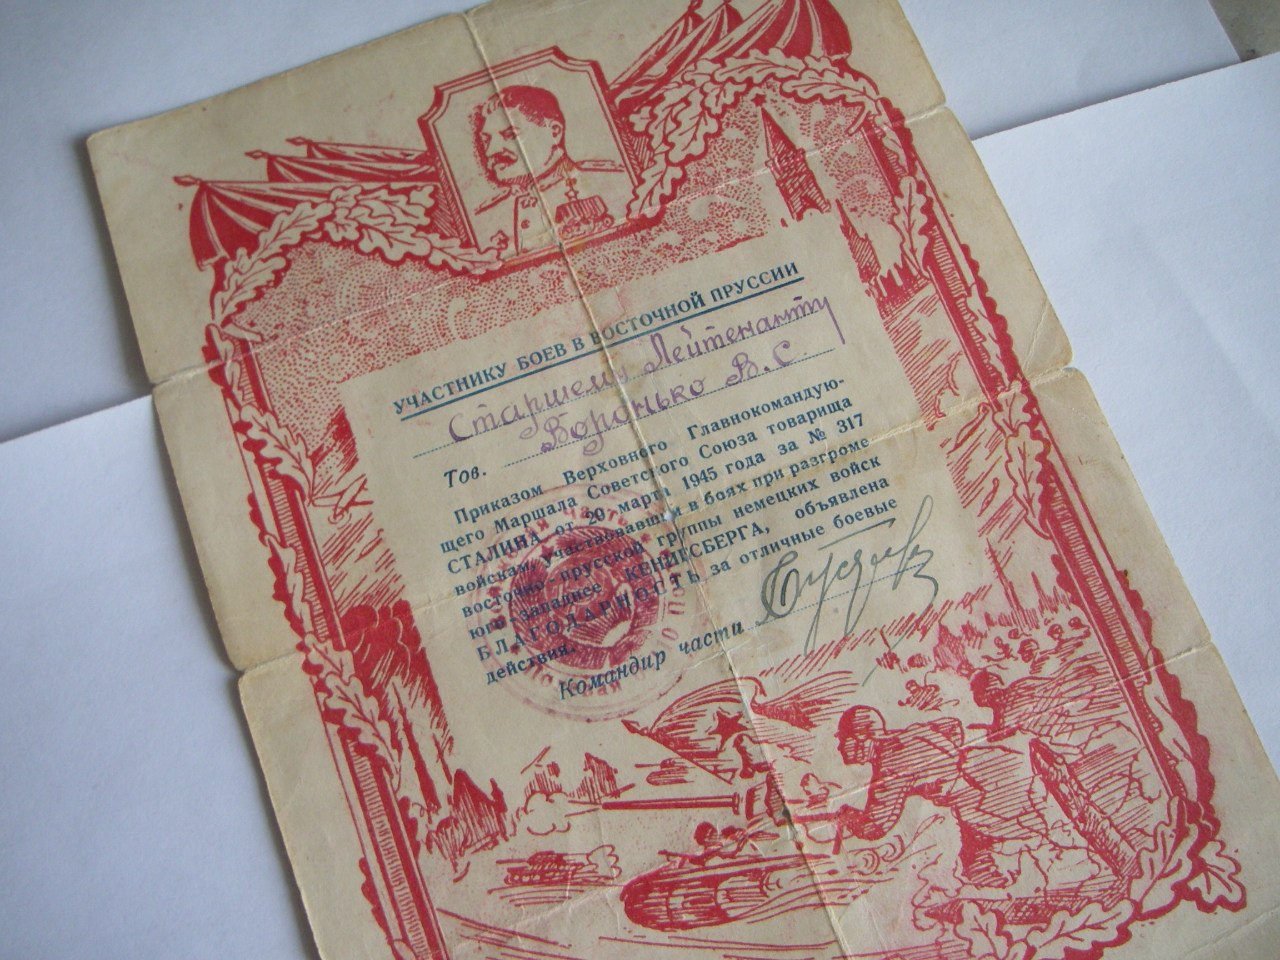 УЧАСТНИКУ БОЕВ В ВОСТОЧНОЙ ПРУССИИ
Старшему Лейтенанту
Тов. Воронько В. С.
Приказом Верховного Главнокомандую-
щего Маршала Советского Союза товарища
СТАЛИНА от 20 марта 1945 года за № 317
войскам, участвовавшим в боях при разгроме
восточно-прусской группы немецких войск
юго западнее КЕНИГСБЕРГА, объявлена
БЛАГОДАРНОСТЬ за отличные боевые
действия.
Командир части